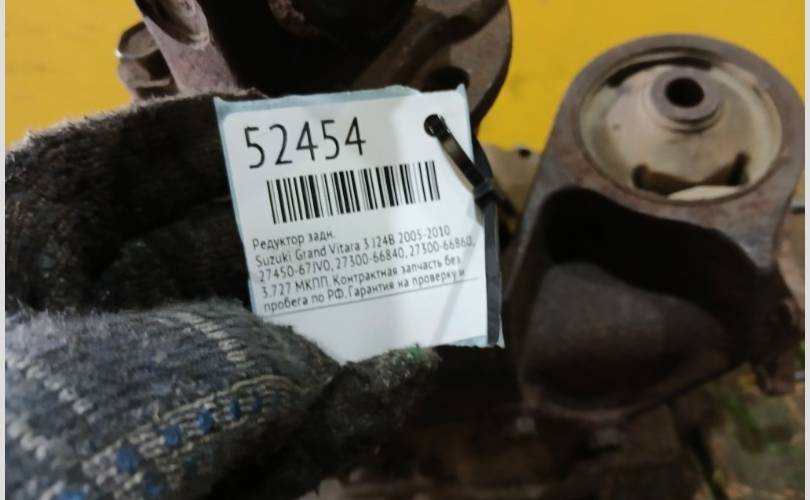 52454
Редуктор задн.
Suzuki Grand Vitara 3 J24B 2005-2010
27450-67JV0, 27300-66840, 27300-66860,
3.727 МКПП. Контрактная запчасть без
пробега по РФ. Гарантия на проверку и